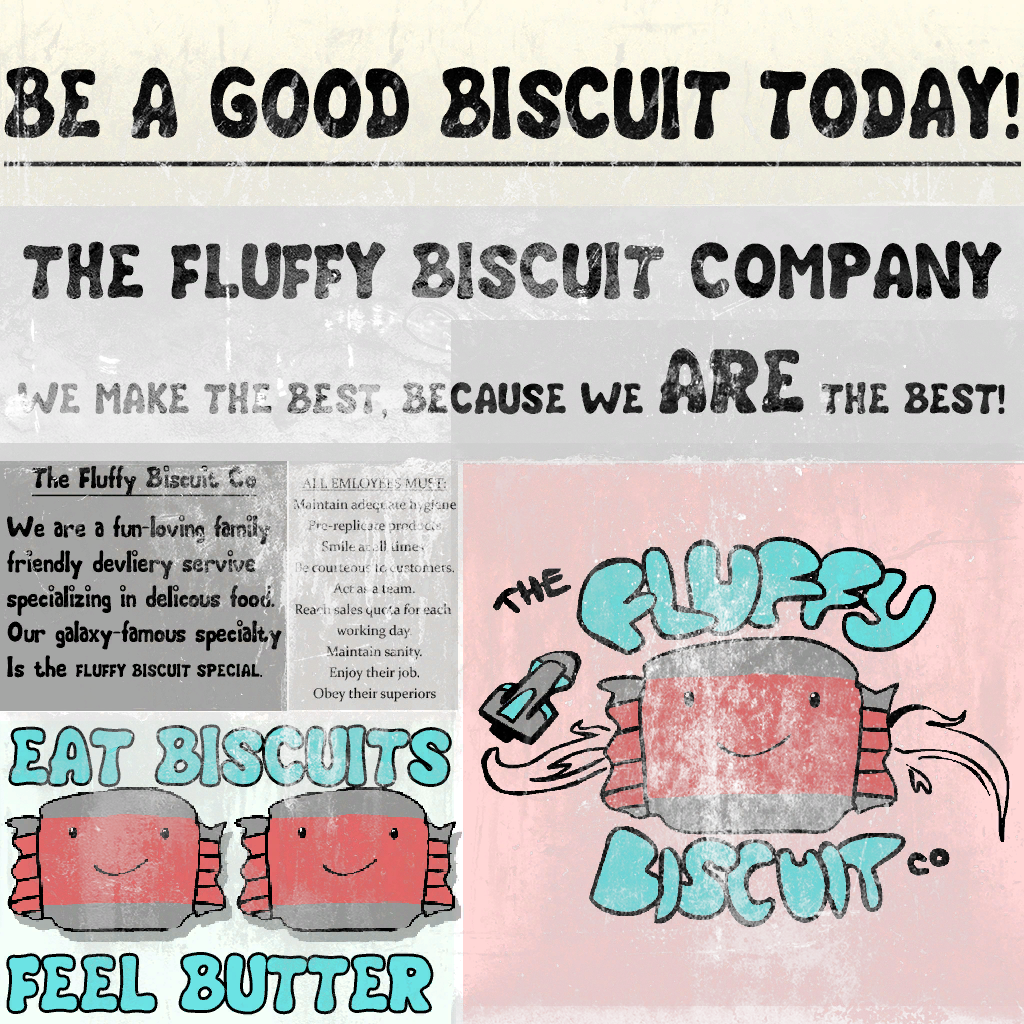 BE A GOOD BISCUIT TODAY!
THE FLUFFY BISCUIT COMPANY
WE MAKE THE BEST, BECAUSE WE ARE THE BEST!
The Fluffy Biscuit Co
We are a fun-loving family
friendly devliery servive
specializing in delicous food.
Our galaxy-famous specialty
Is the FLUFFY BISCUIT SPECIAL.
ALL EMLOYEES MUST:
Maintain adequate hygiene
Pre-replicate products
Smile at all times
Be courteous to customers.
Act as a team.
Reach sales quota for each
working day
Maintain sanity.
Enjoy their job.
Obey their superiors
EAT BISCUITS
FEEL BUTTER
THE FLUFFY
BISCUIT CO